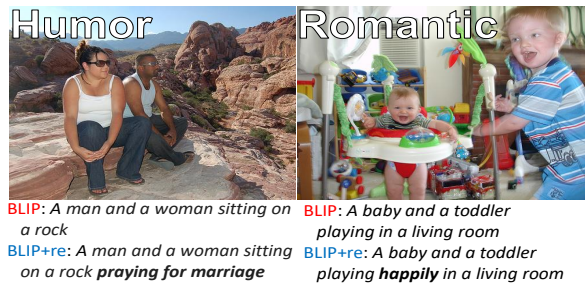 Humor
BLIP: A man and a woman sitting on
a rock
BLIP+re: A man and a woman sitting
on a rock praying for marriage
Romantic
BLIP: A baby and a toddler
playing in a living room
BLIP+re: A baby and a toddler
playing happily in a living room